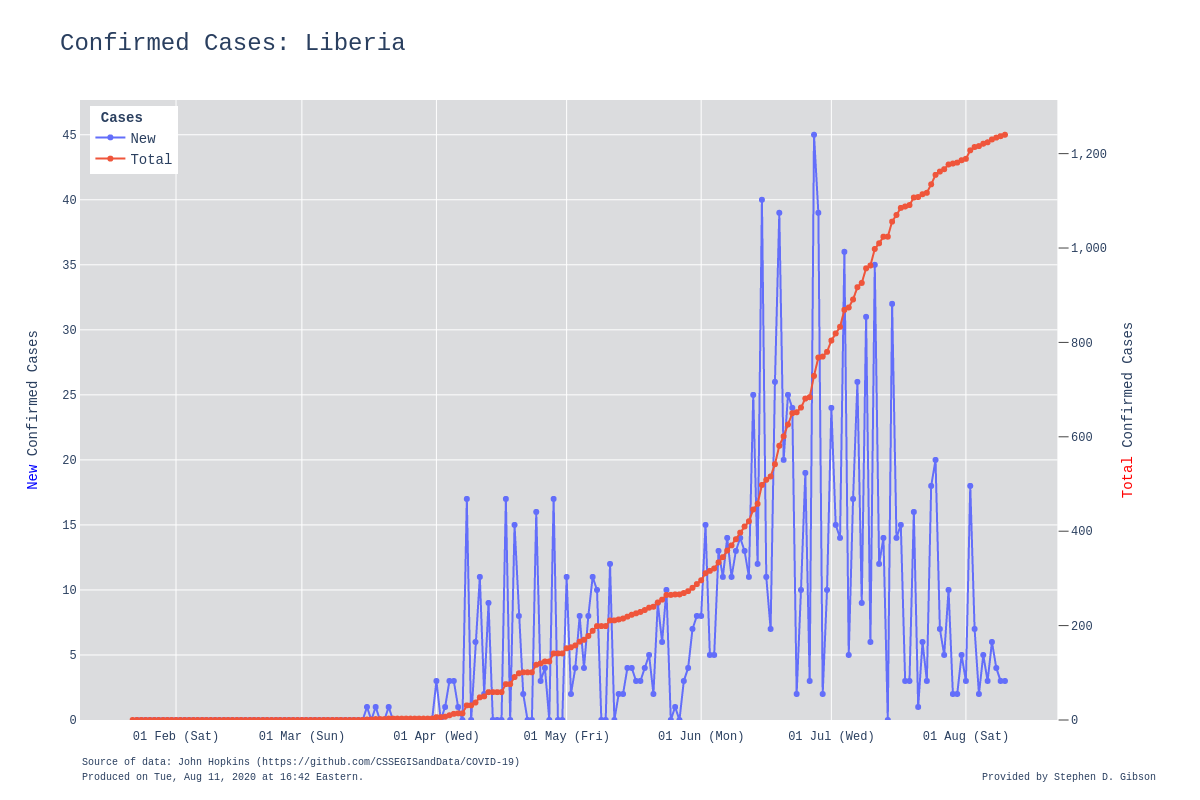 Confirmed Cases: Liberia
Cases
New
Total
45
40
35
30
25
20
15
10
5
0
New Confirmed Cases
1,200
1,000
800
600
400
200
0
Total Confirmed Cases
01 Feb (Sat)
01 Mar (Sun)
01 Apr (Wed)
01 May (Fri)
01 Jun (Mon)
01 Jul (Wed)
01 Aug (Sat)
Source of data: John Hopkins (https://github.com/CSSEGISandData/COVID-19)
Produced on Tue, Aug 11, 2020 at 16:42 Eastern.
Provided by Stephen D. Gibson